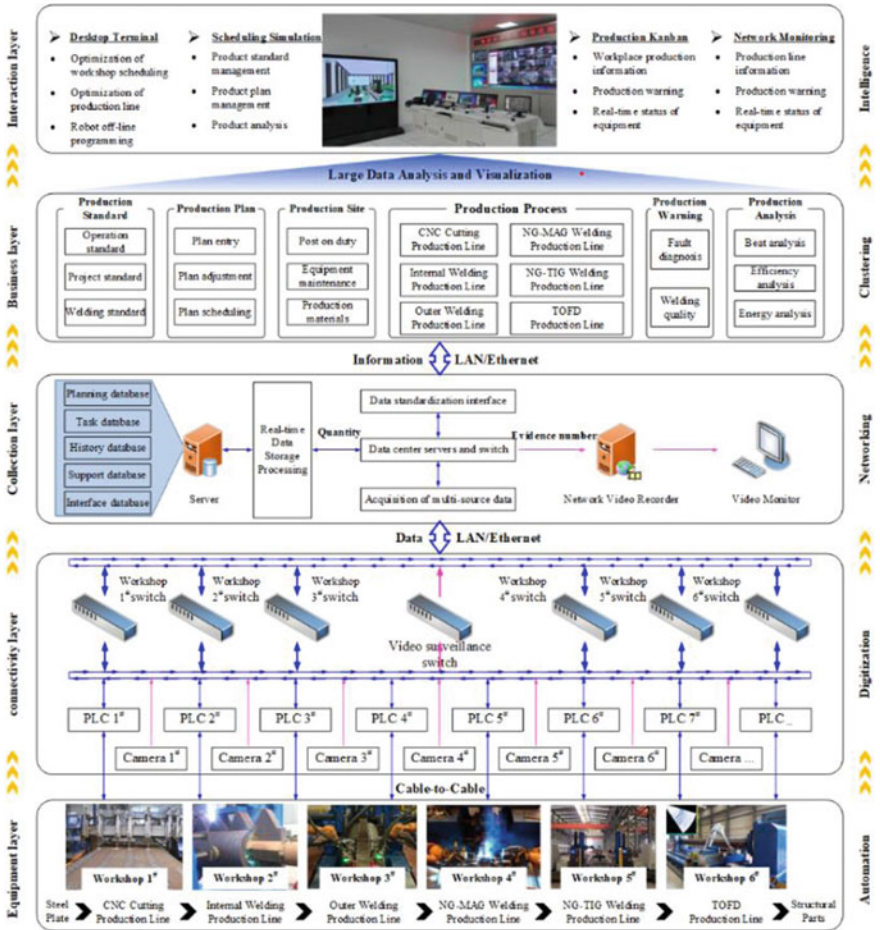 Interaction layer
Desktop Terminal
Optimization of
workshop scheduling
Optimization of
production line
Robot off-line
programming
Scheduling Simulation
Product standard
management
Product plan
management
Product analysis
Production Kanban
Workplace production
information
Production warning
Real-time status of
equipment
Network Monitoring
Production line
information
Production warning
Real-time status of
equipment
Intelligence
Large Data Analysis and Visualization
Business layer
Production
Standard
Operation
standard
Project standard
Welding standard
Production Plan
Plan entry
Plan adjustment
Plan scheduling
Production Site
Post on duty
Equipment
maintenance
Production
materials
Production Process
CNC Cutting
Production Line
NG-MAG Welding
Production Line
Internal Welding
Production Line
NG-TIG Welding
Production Line
Outer Welding
Production Line
TOFD
Production Line
Production
Warning
Fault
diagnosis
Welding
quality
Production
Analysis
Beat analysis
Efficiency
analysis
Energy analysis
Clustering
Information LAN/Ethernet
Collection layer
Planning database
Task database
History database
Support database
Interface database
Server
Real-time
Data
Storage
Processing
Quantity
Data standardization interface
Data center servers and switch
Acquisition of multi-source data
Evidence number
Network Video Recorder
Video Monitor
Networking
Data LAN/Ethernet
connectivity layer
Workshop
1# switch
Workshop
2# switch
Workshop
3# switch
Workshop
4# switch
Workshop
5# switch
Workshop
6# switch
Video surveillance
switch
PLC 1#
PLC 2#
PLC 3#
PLC 4#
PLC 5#
PLC 6#
PLC 7#
PLC ...
Camera 1#
Camera 2#
Camera 3#
Camera 4#
Camera 5#
Camera 6#
Camera ...
Digitization
Cable-to-Cable
Equipment layer
Workshop 1#
Workshop 2#
Workshop 3#
Workshop 4#
Workshop 5#
Workshop 6#
Steel
Plate
CNC Cutting
Production Line
Internal Welding
Production Line
Outer Welding
Production Line
NG-MAG Welding
Production Line
NG-TIG Welding
Production Line
TOFD
Production Line
Structural
Parts
Automation